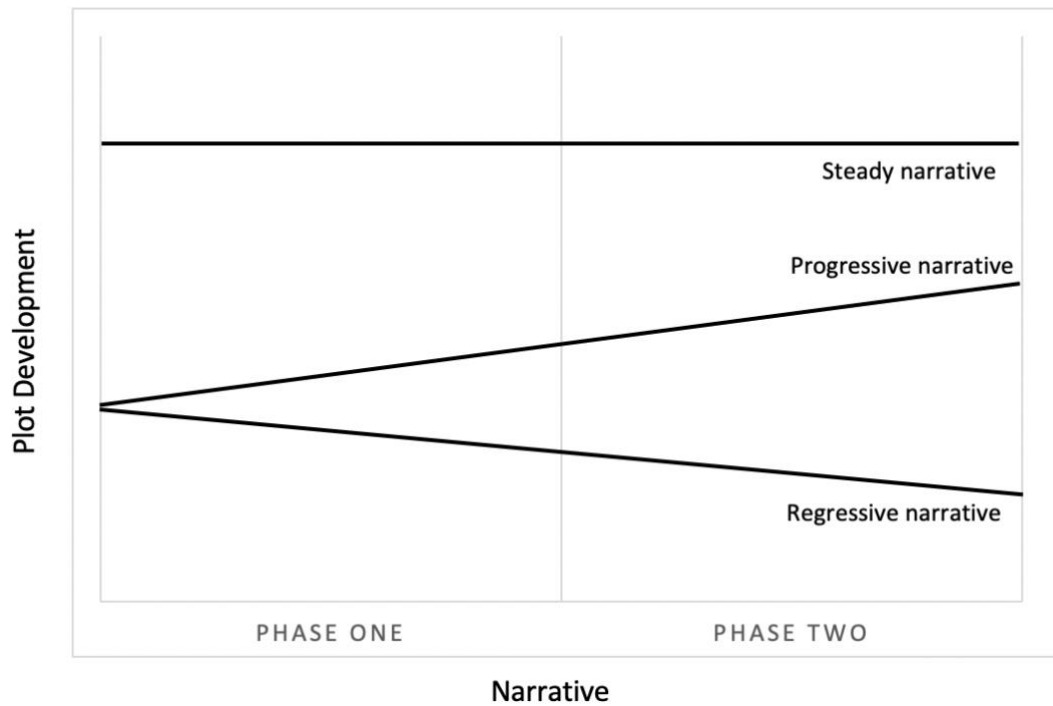 Plot Development
Steady narrative
Progressive narrative
Regressive narrative
PHASE ONE
PHASE TWO
Narrative